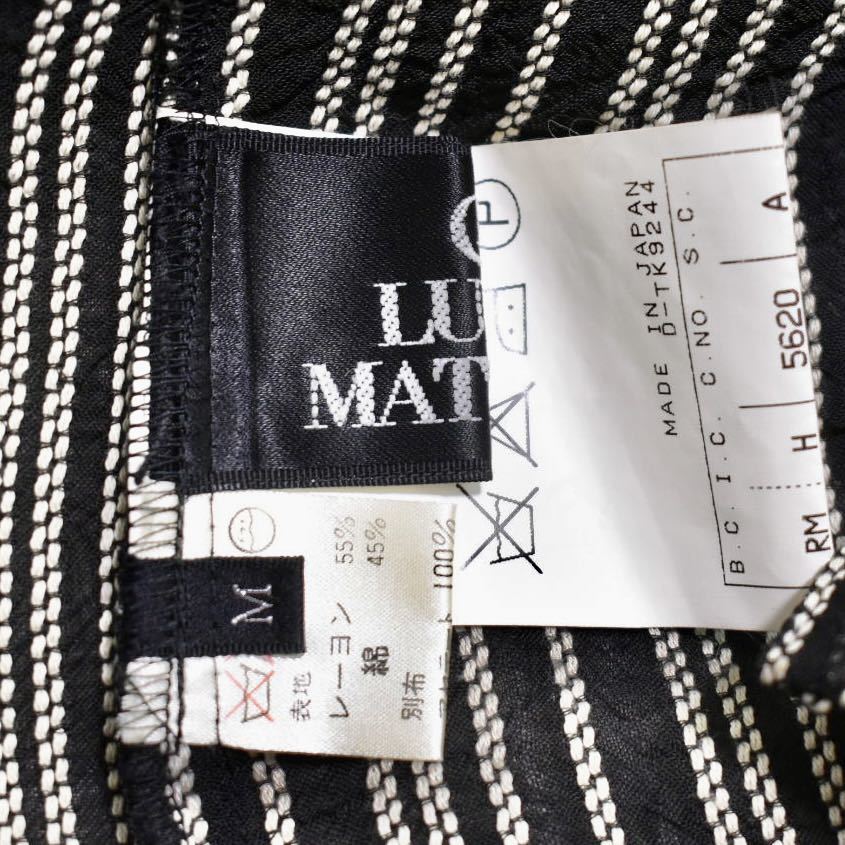 LU
MAT
M
表地
レーヨン 55%
綿 45%
別布
100%
P
MADE IN JAPAN
D-TK9244
B.C I.C C.NO. S.C.
RM H 5620 A